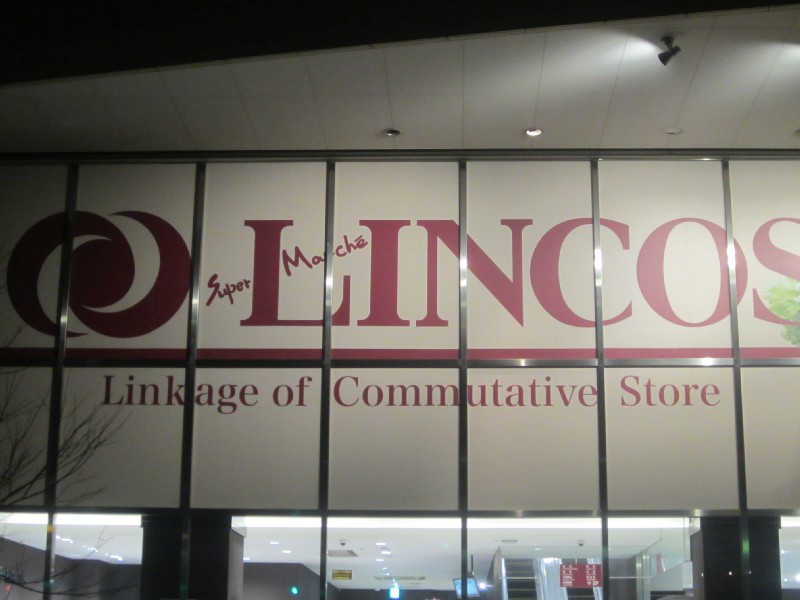 Super Marché
LINCOS
Linkage of Commutative Store